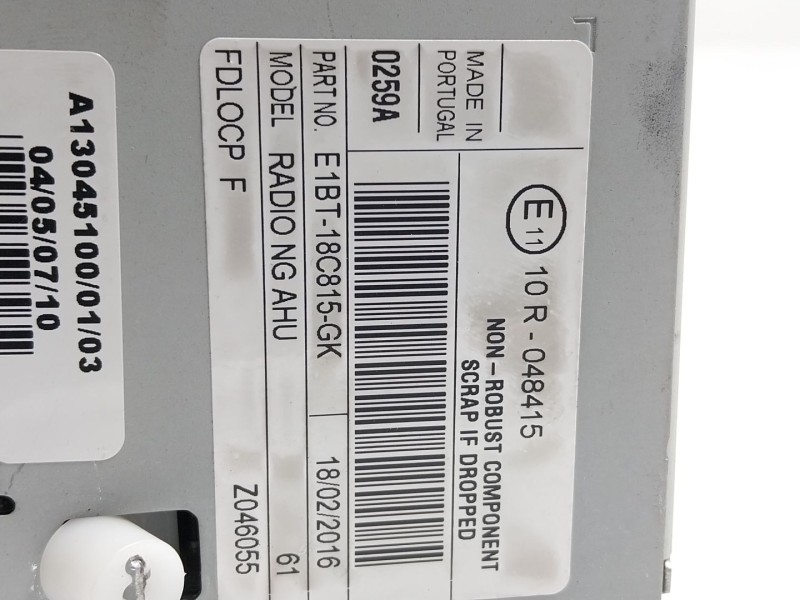 MADE IN
PORTUGAL
0259A
E 11
10 R - 048415
NON-ROBUST COMPONENT
SCRAP IF DROPPED
PART NO. E1BT-18C815-GK 18/02/2016
MODEL RADIO NG AHU 61
FDLOCP F Z046055
A13045100/01/03
04/05/07/10